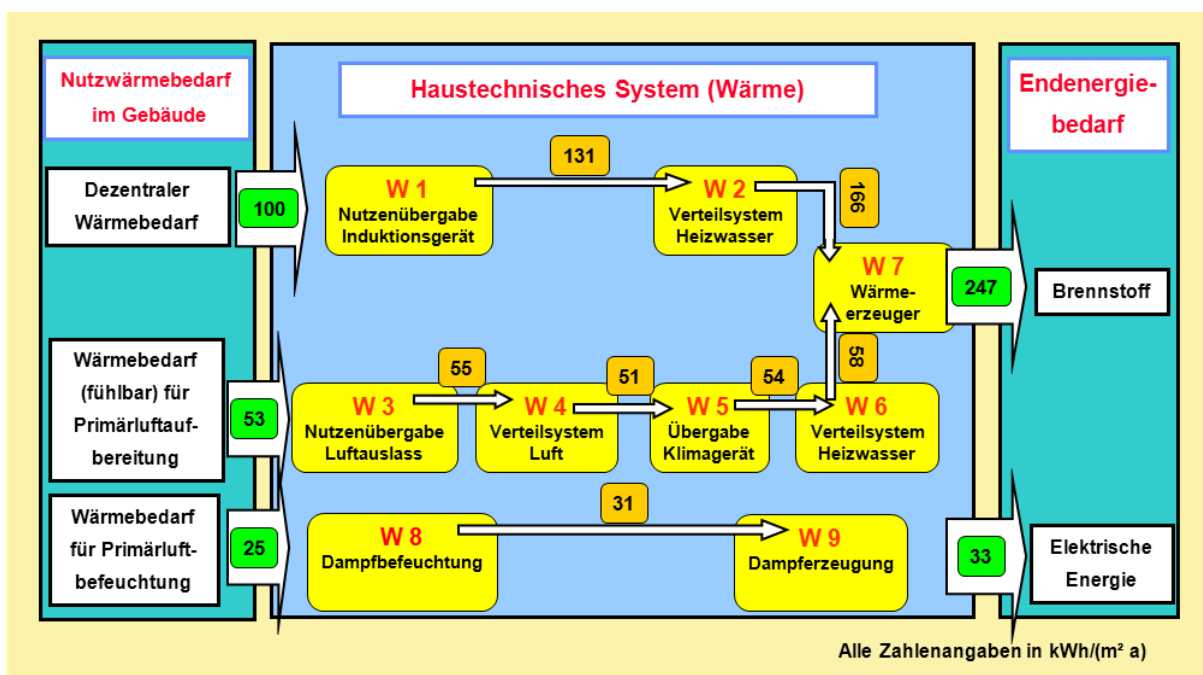 Nutzwärmebedarf
im Gebäude
Haustechnisches System (Wärme)
Endenergie-
bedarf
Dezentraler
Wärmebedarf
100
W 1
Nutzenübergabe
Induktionsgerät
131
W 2
Verteilsystem
Heizwasser
166
W 7
Wärme-
erzeuger
247
Brennstoff
Wärmebedarf
(fühlbar) für
Primärluftauf-
bereitung
53
W 3
Nutzenübergabe
Luftauslass
55
W 4
Verteilsystem
Luft
51
W 5
Übergabe
Klimagerät
54
W 6
Verteilsystem
Heizwasser
58
Wärmebedarf
für Primärluft-
befeuchtung
25
W 8
Dampfbefeuchtung
31
W 9
Dampferzeugung
33
Elektrische
Energie
Alle Zahlenangaben in kWh/(m² a)